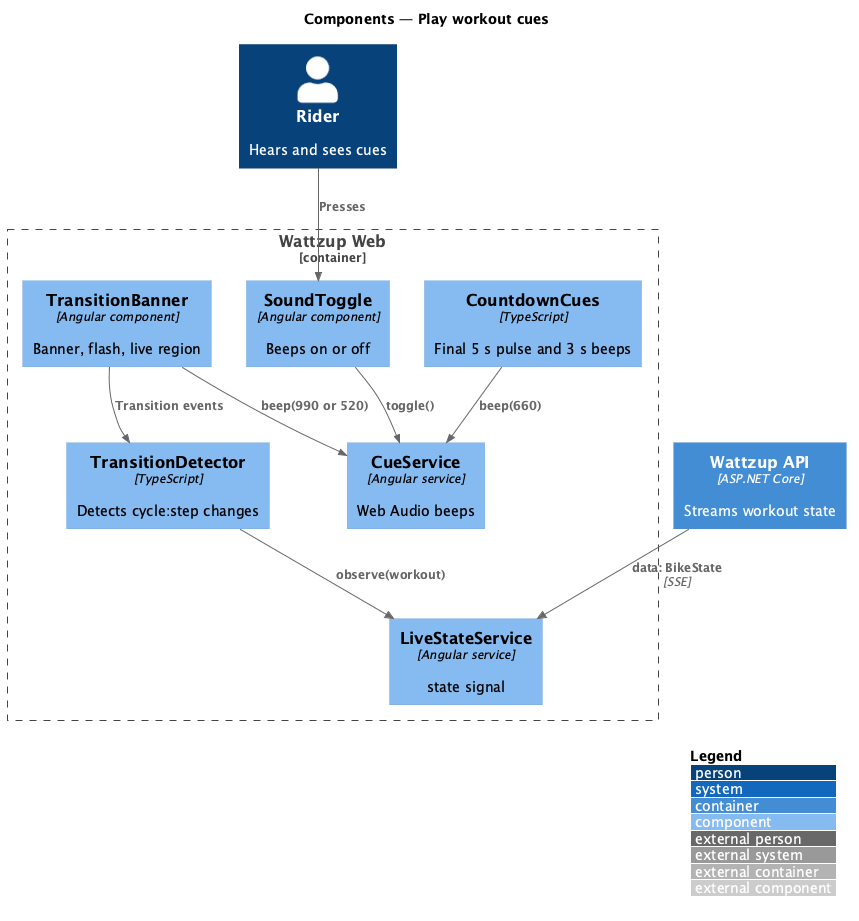 Components — Play workout cues
Rider
Hears and sees cues
Presses
Wattzup Web
[container]
TransitionBanner
[Angular component]
Banner, flash, live region
SoundToggle
[Angular component]
Beeps on or off
CountdownCues
[TypeScript]
Final 5 s pulse and 3 s beeps
Transition events
beep(990 or 520)
toggle()
beep(660)
TransitionDetector
[TypeScript]
Detects cycle:step changes
CueService
[Angular service]
Web Audio beeps
Wattzup API
[ASP.NET Core]
Streams workout state
observe(workout)
data: BikeState
[SSE]
LiveStateService
[Angular service]
state signal
Legend
person
system
container
component
external person
external system
external container
external component